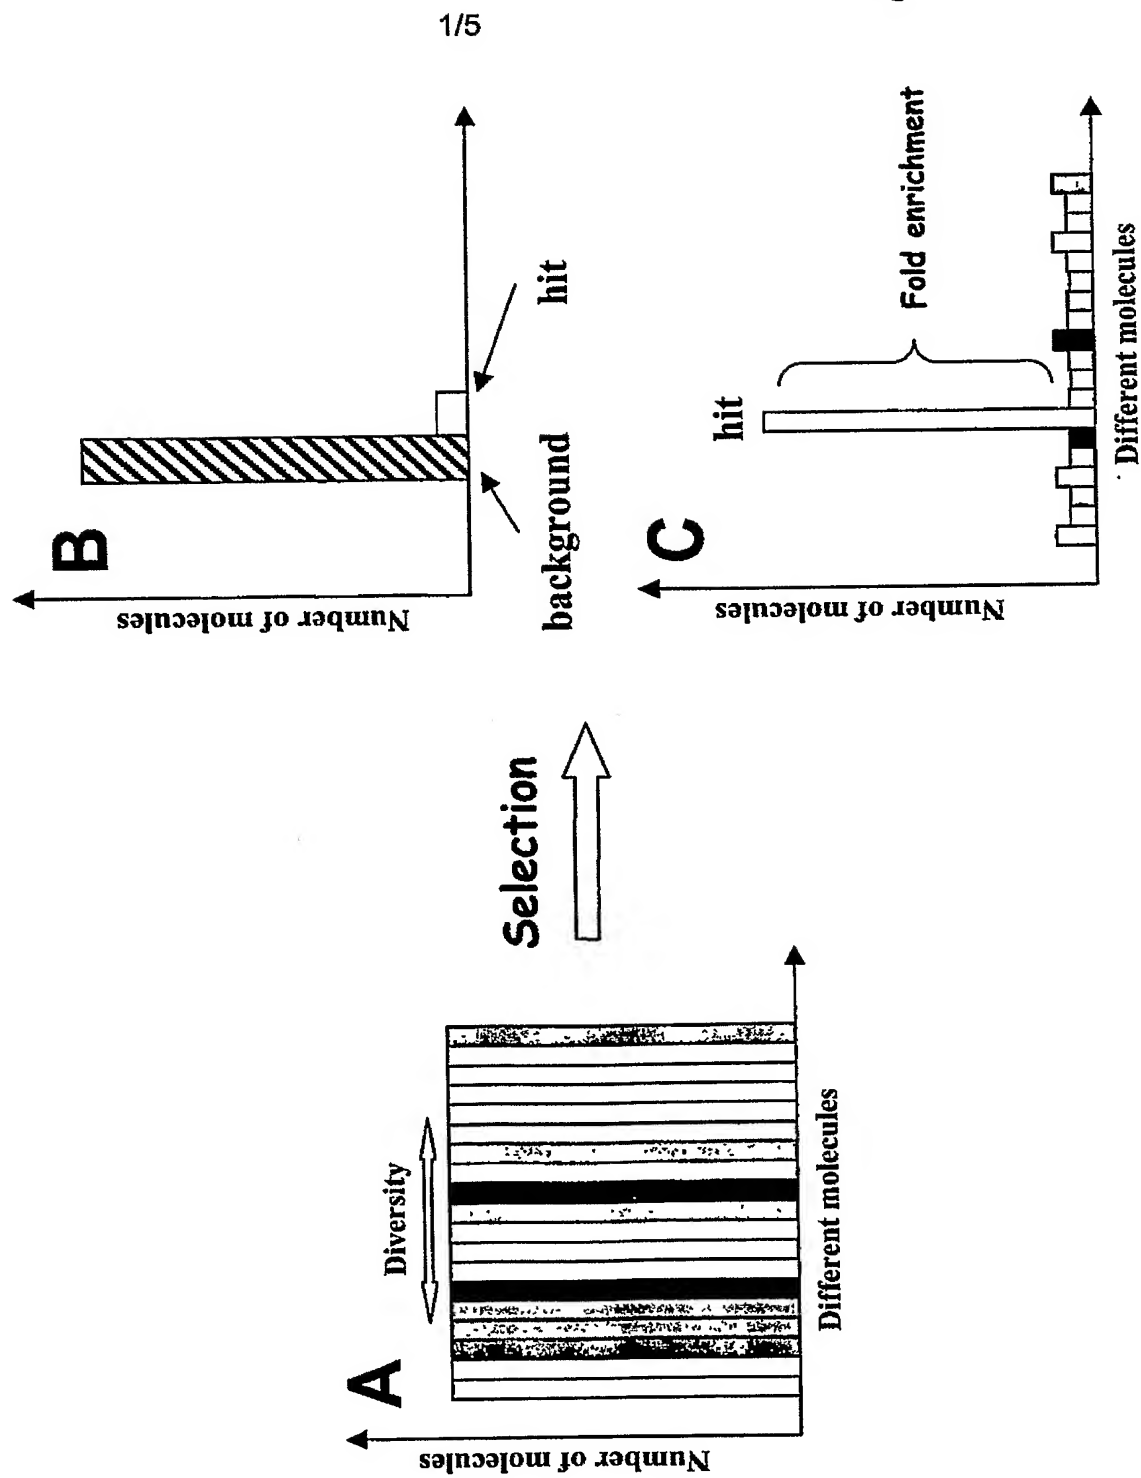 1/5
A
Number of molecules
Diversity
Different molecules
Selection
B
Number of molecules
background
hit
C
Number of molecules
hit
Fold enrichment
Different molecules